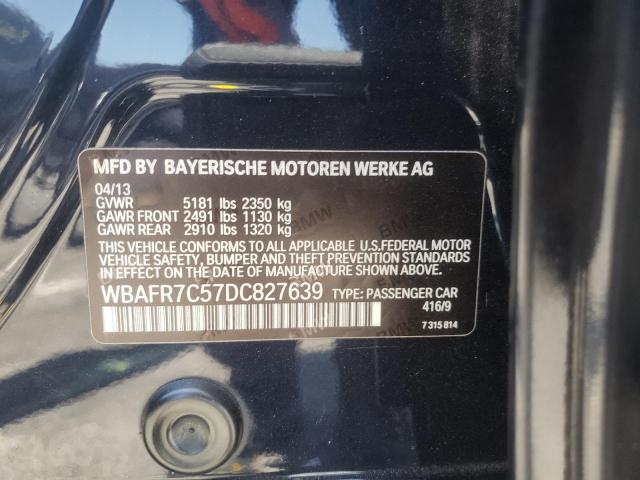 MFD BY BAYERISCHE MOTOREN WERKE AG
04/13
GVWR 5181 lbs 2350 kg
GAWR FRONT 2491 lbs 1130 kg
GAWR REAR 2910 lbs 1320 kg
THIS VEHICLE CONFORMS TO ALL APPLICABLE U.S.FEDERAL MOTOR
VEHICLE SAFETY, BUMPER, AND THEFT PREVENTION STANDARDS
IN EFFECT ON THE DATE OF MANUFACTURE SHOWN ABOVE.
WBAFR7C57DC827639 TYPE: PASSENGER CAR
416/9
7 315 814